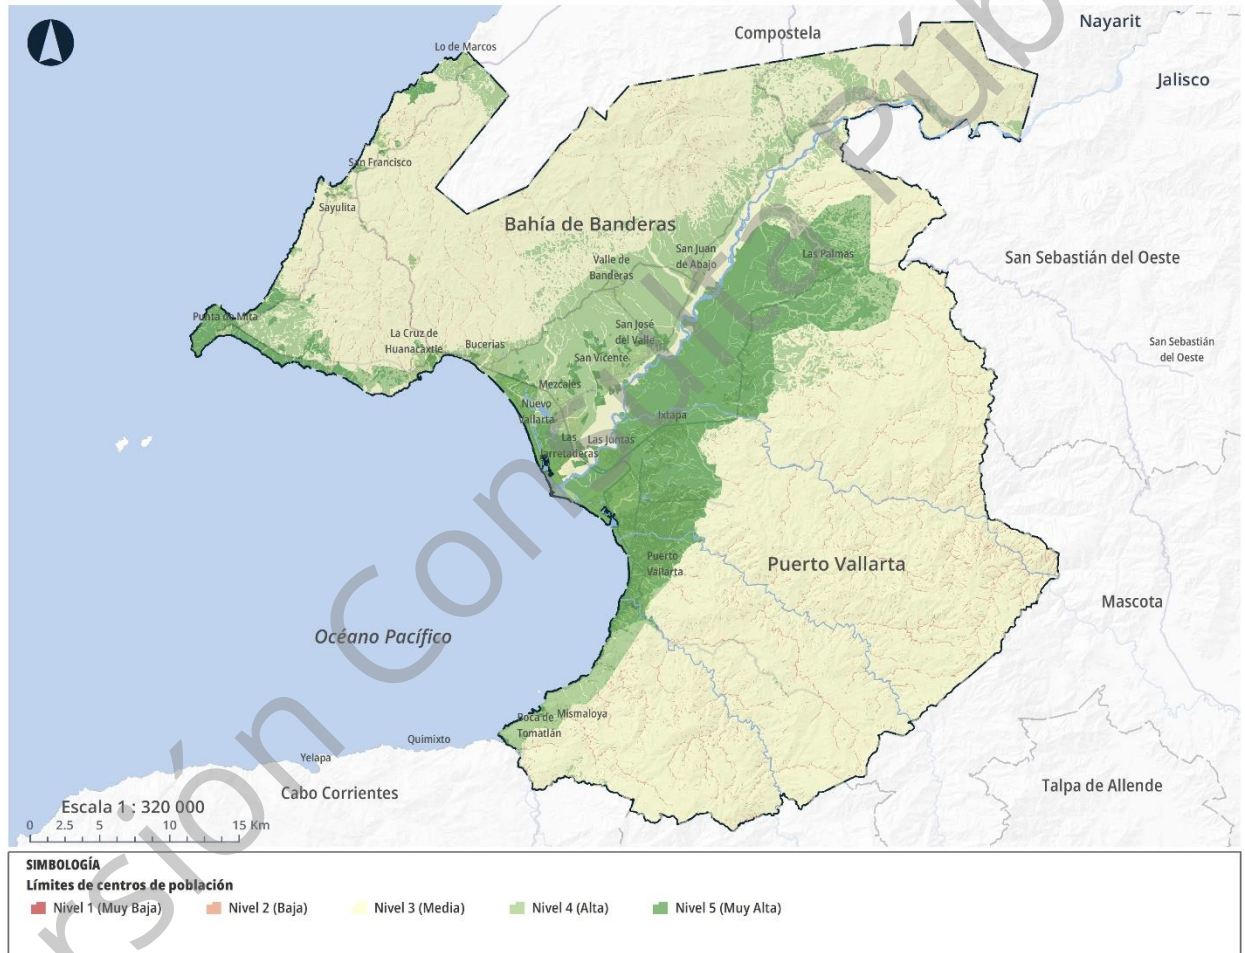 Compostela
Nayarit
Jalisco
Lo de Marcos
San Francisco
Sayulita
Bahía de Banderas
San Juan
de Abajo
Valle de
Banderas
Las Palmas
San Sebastián del Oeste
Punta de Mita
La Cruz de
Huanacaxtle
Bucerias
San José
del Valle
San Vicente
San Sebastián
del Oeste
Mezcales
Nuevo
Vallarta
Ixtapa
Las
Jarretaderas
Las Juntas
Puerto
Vallarta
Puerto Vallarta
Mascota
Océano Pacífico
Boca de
Tomatlán
Mismaloya
Quimixto
Yelapa
Cabo Corrientes
Talpa de Allende
Escala 1 : 320 000
0 2.5 5 10 15 Km
SIMBOLOGÍA
Límites de centros de población
Nivel 1 (Muy Baja) Nivel 2 (Baja) Nivel 3 (Media) Nivel 4 (Alta) Nivel 5 (Muy Alta)
rsión Consulta Púb